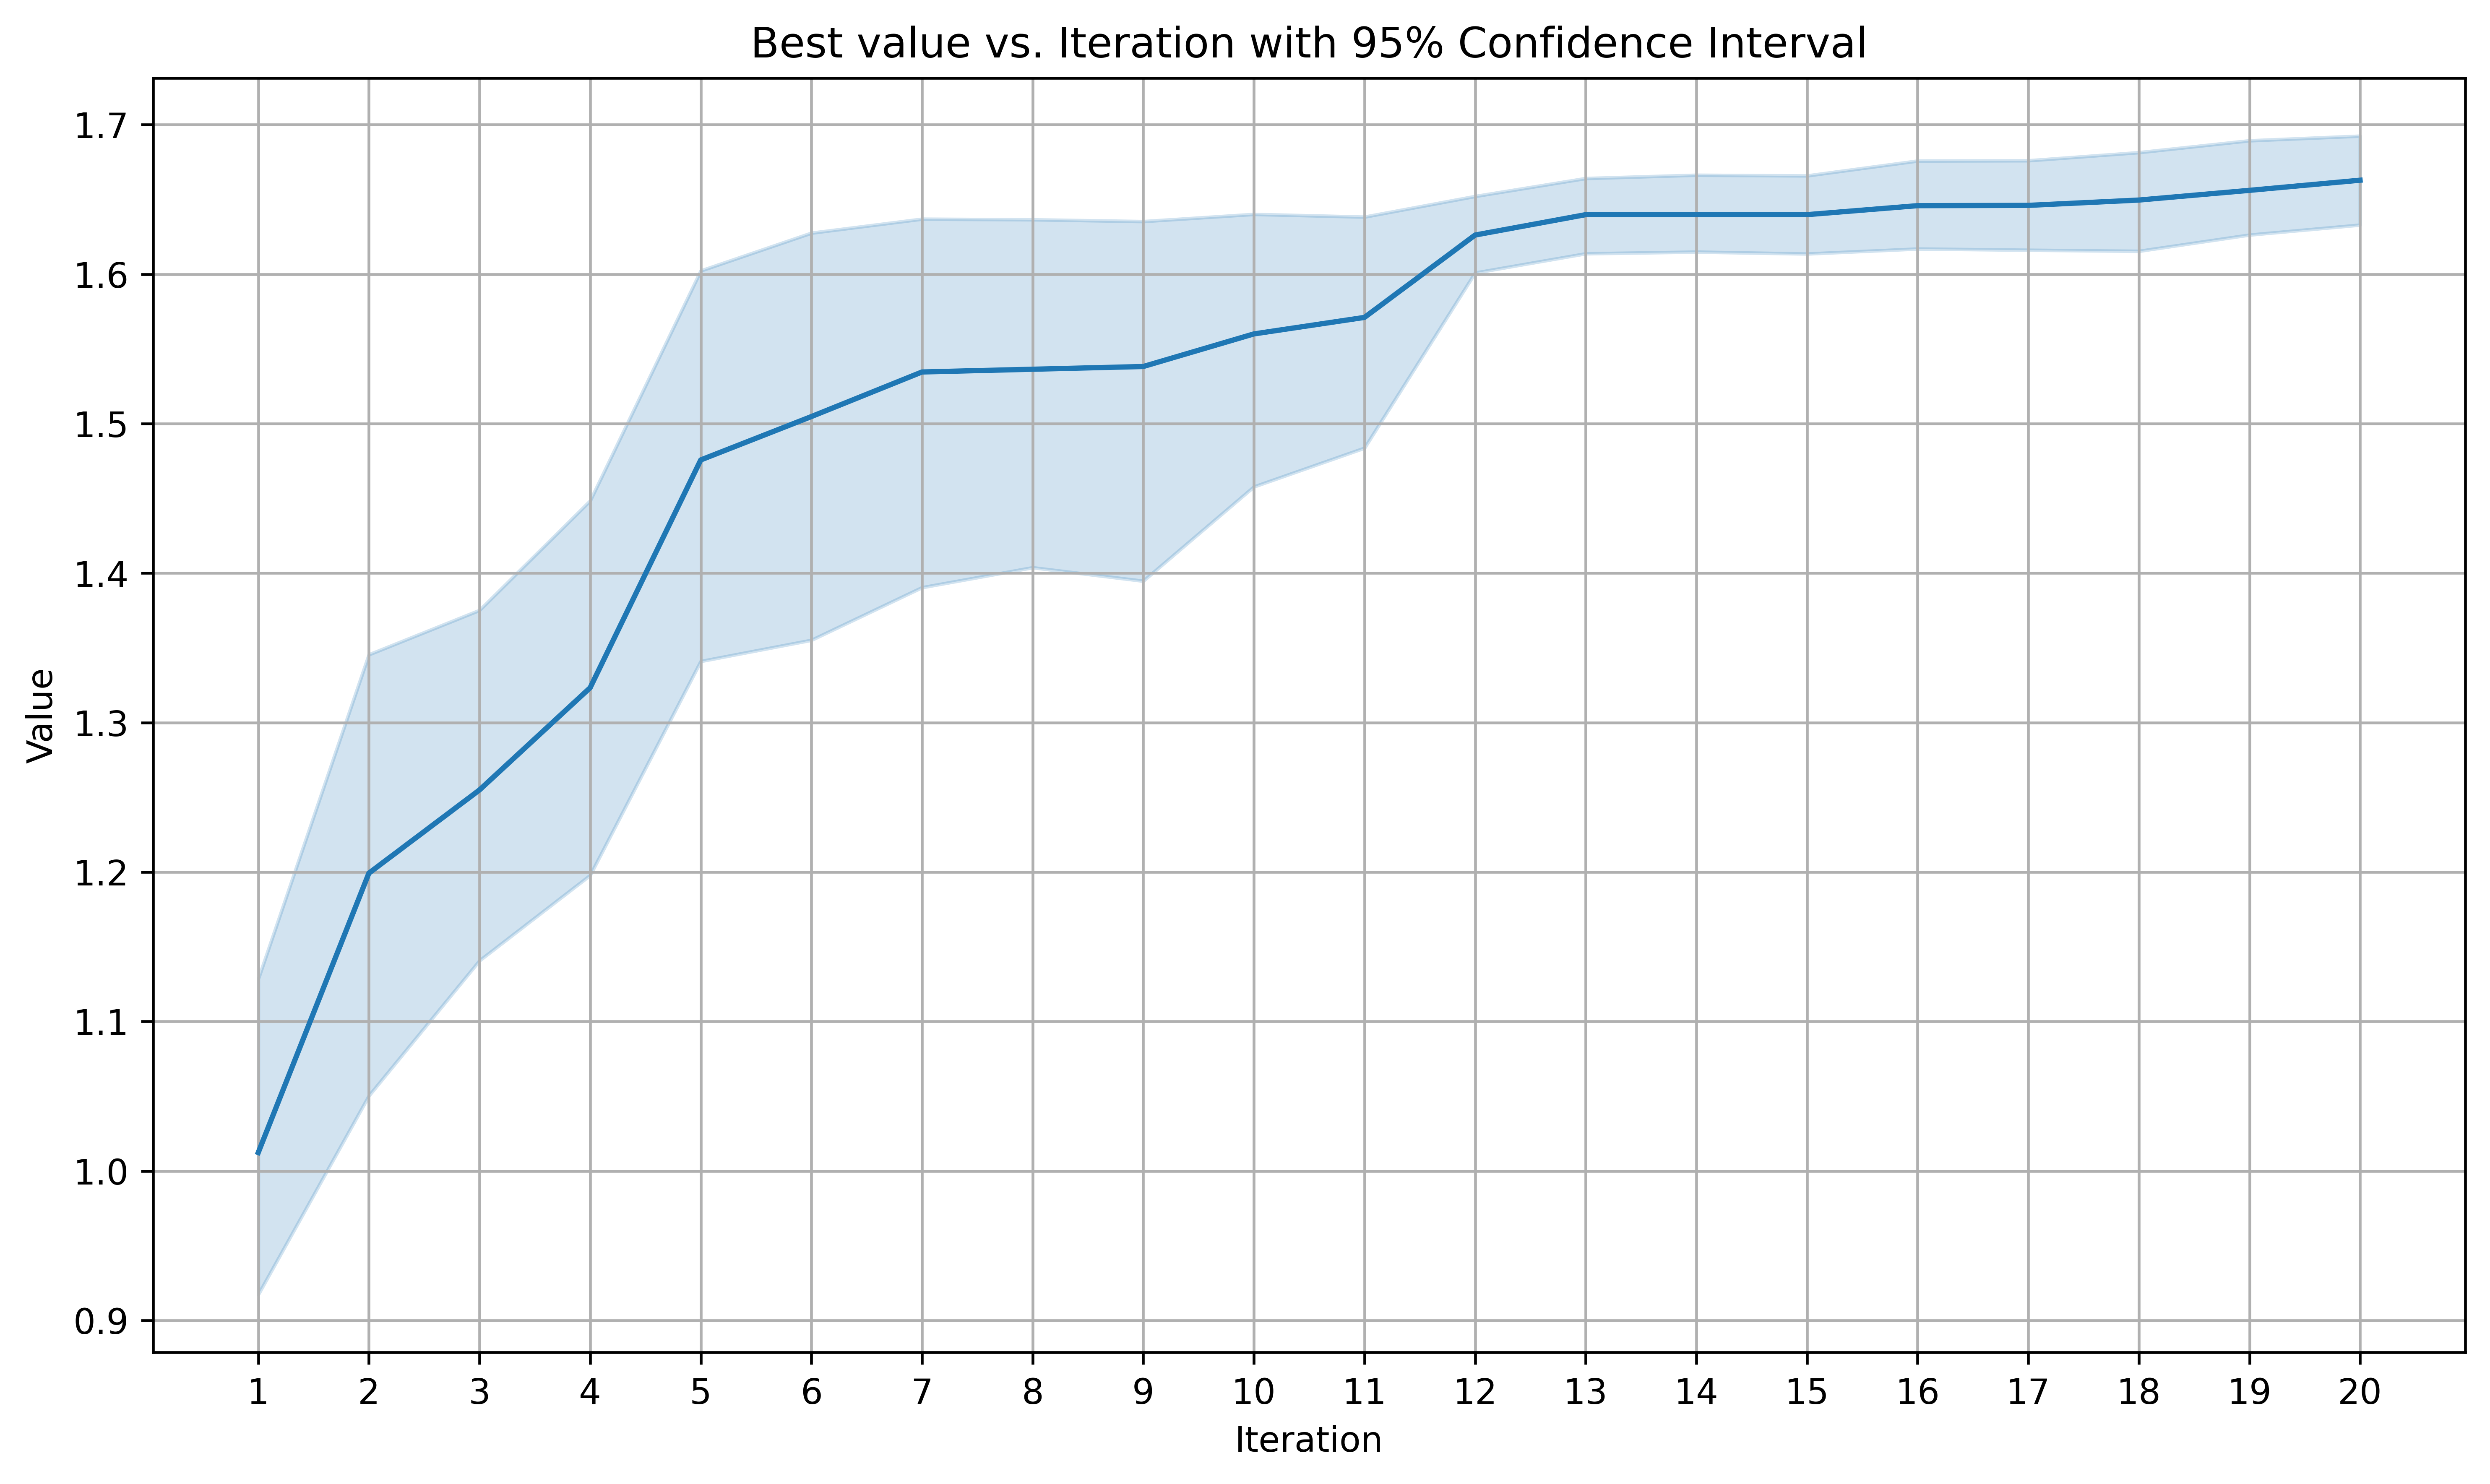 Best value vs. Iteration with 95% Confidence Interval
Value
1.7
1.6
1.5
1.4
1.3
1.2
1.1
1.0
0.9
1 2 3 4 5 6 7 8 9 10 11 12 13 14 15 16 17 18 19 20
Iteration